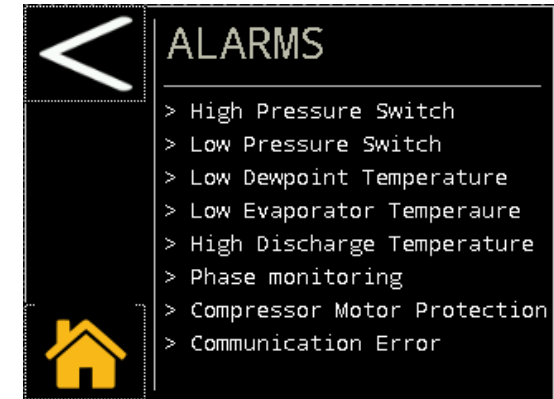 ALARMS
> High Pressure Switch
> Low Pressure Switch
> Low Dewpoint Temperature
> Low Evaporator Temperaure
> High Discharge Temperature
> Phase monitoring
> Compressor Motor Protection
> Communication Error